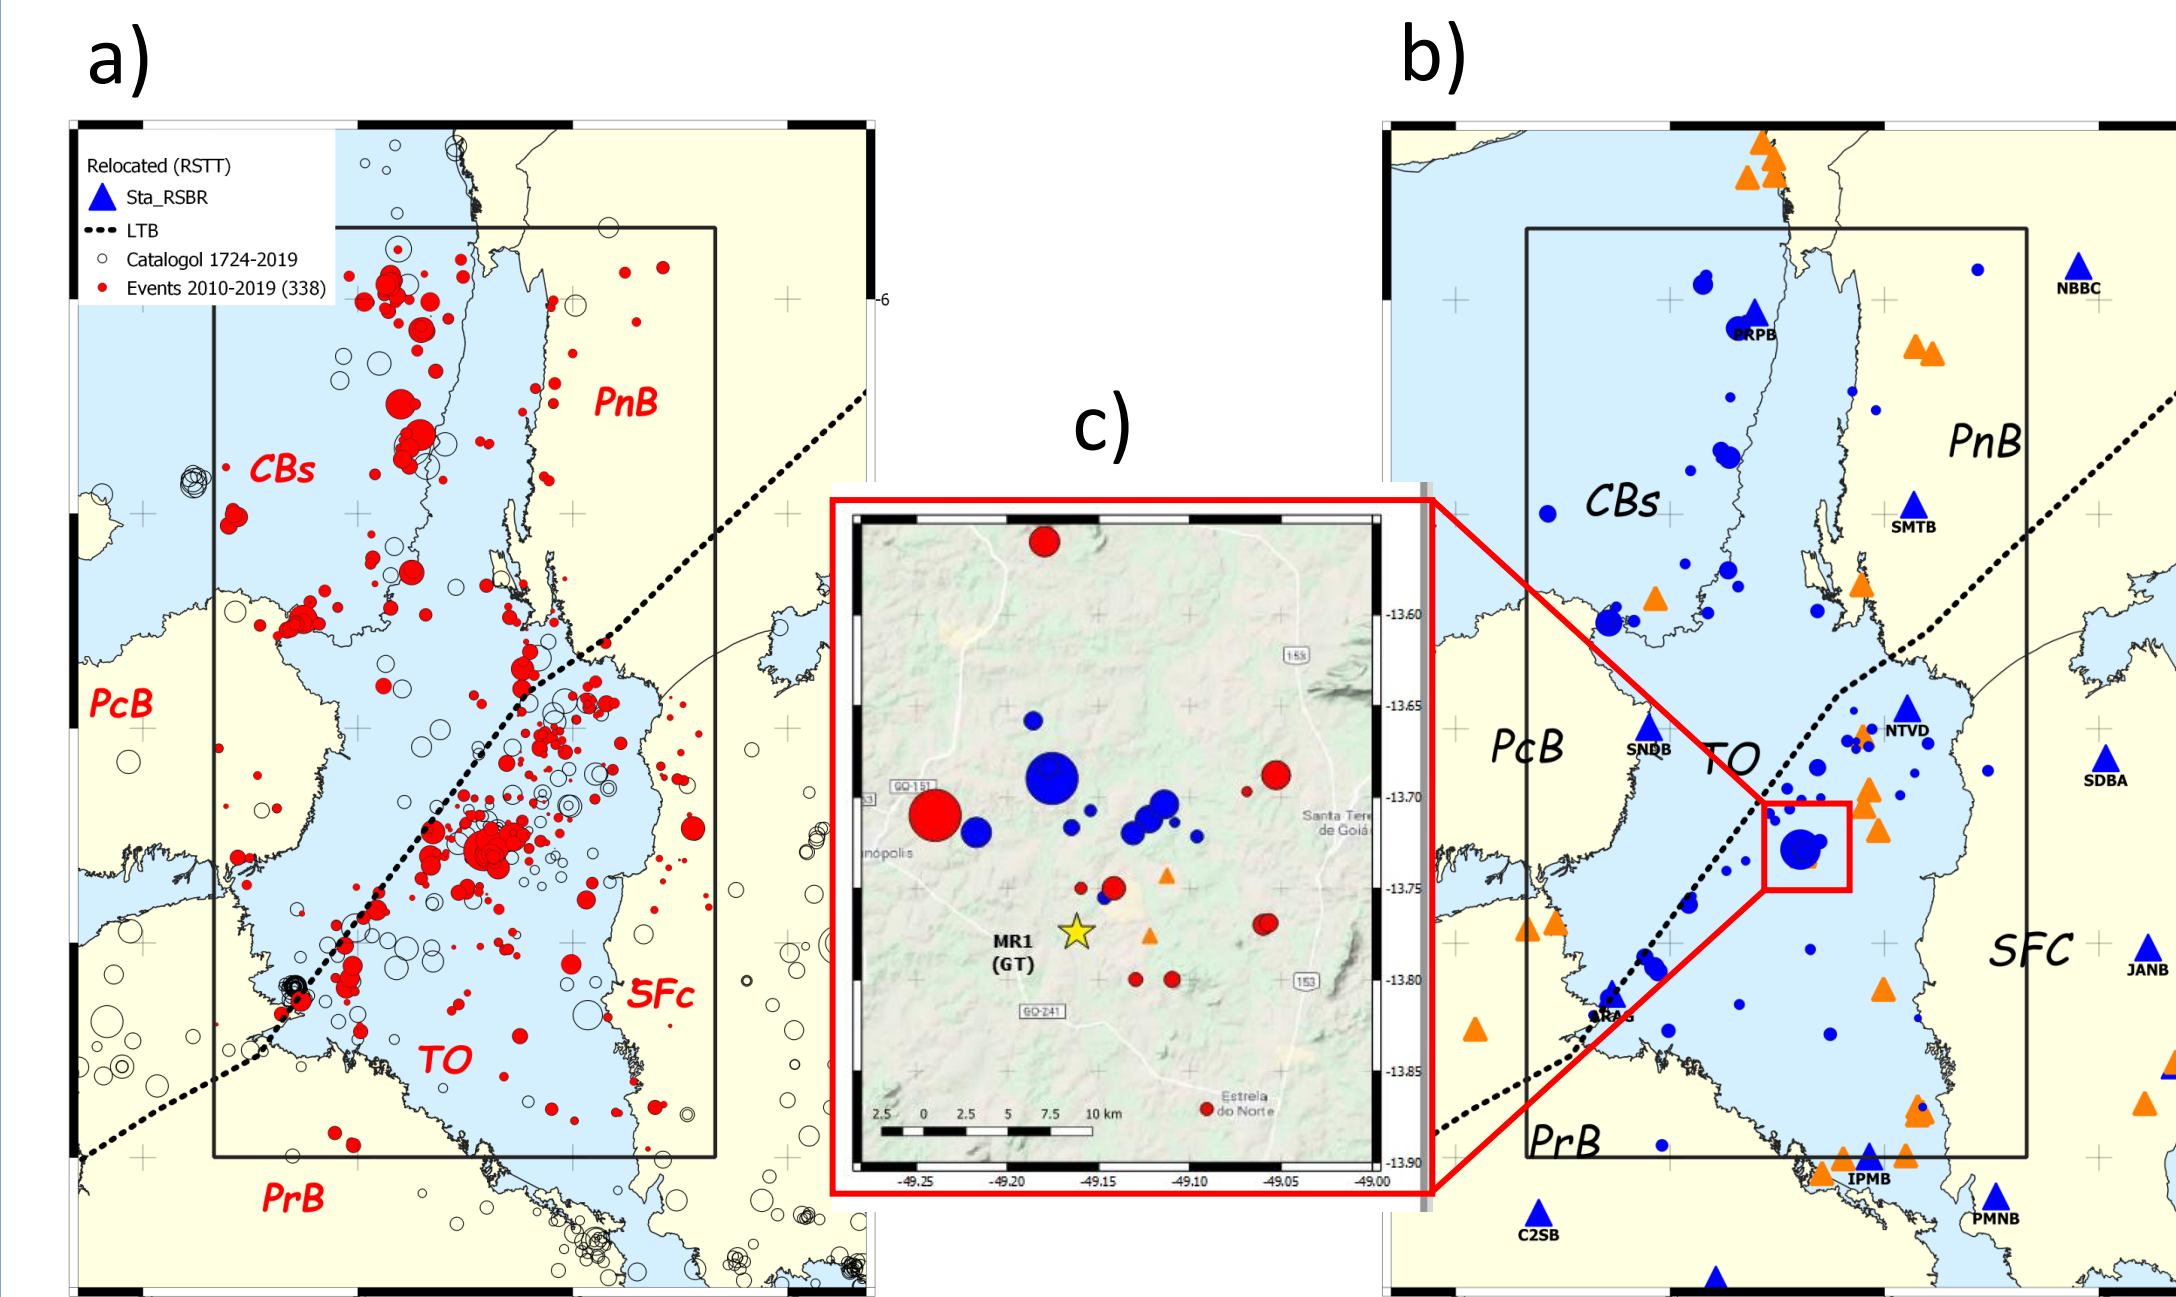 a)
b)
c)
Relocated (RSTT)
Sta_RSBR
LTB
Catalogol 1724-2019
Events 2010-2019 (338)
-6
PnB
CBs
PcB
SFc
TO
PrB
-13.60
-13.65
-13.70
-13.75
-13.80
-13.85
-13.90
153
GO-151
Santa Tere
de Goiá
nópolis
MR1
(GT)
153
GO-241
Estrela
do Norte
2.5 0 2.5 5 7.5 10 km
-49.25 -49.20 -49.15 -49.10 -49.05 -49.00
NBBC
PRPB
PnB
CBs
SMTB
NTVD
SNDB
PcB
TO
SDBA
SFC
JANB
ARAG
PrB
IPMB
PMNB
C2SB